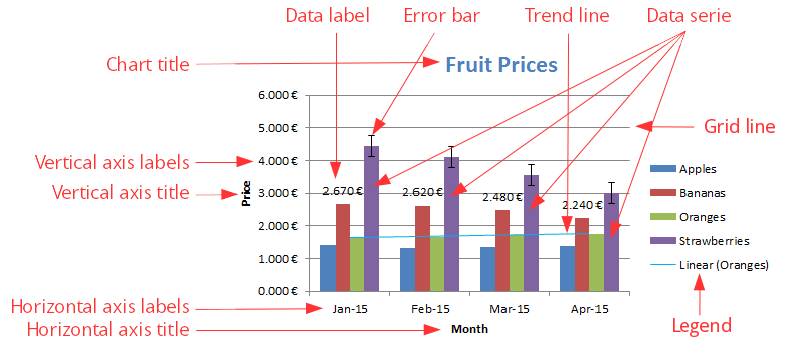 Data label
Error bar
Trend line
Data serie
Chart title
Fruit Prices
6.000 €
5.000 €
Grid line
4.000 €
Vertical axis labels
Apples
3.000 €
Vertical axis title
Price
2.670 €
2.620 €
2.480 €
2.240 €
Bananas
2.000 €
Oranges
Strawberries
1.000 €
Linear (Oranges)
0.000 €
Horizontal axis labels
Jan-15
Feb-15
Mar-15
Apr-15
Legend
Horizontal axis title
Month